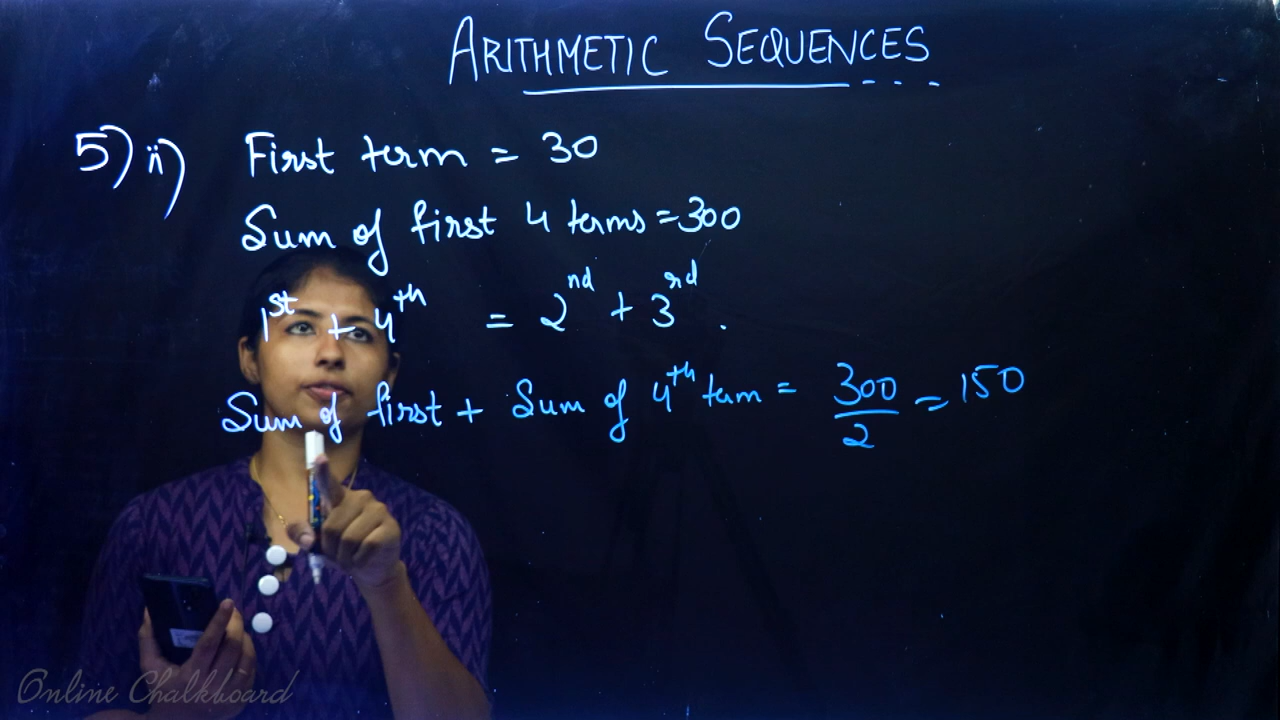 ARITHMETIC SEQUENCES
5) ii) First term = 30
Sum of first 4 terms = 300
1st + 4th = 2nd + 3rd .
Sum of first + Sum of 4th term = 300/2 = 150
Online Chalkboard